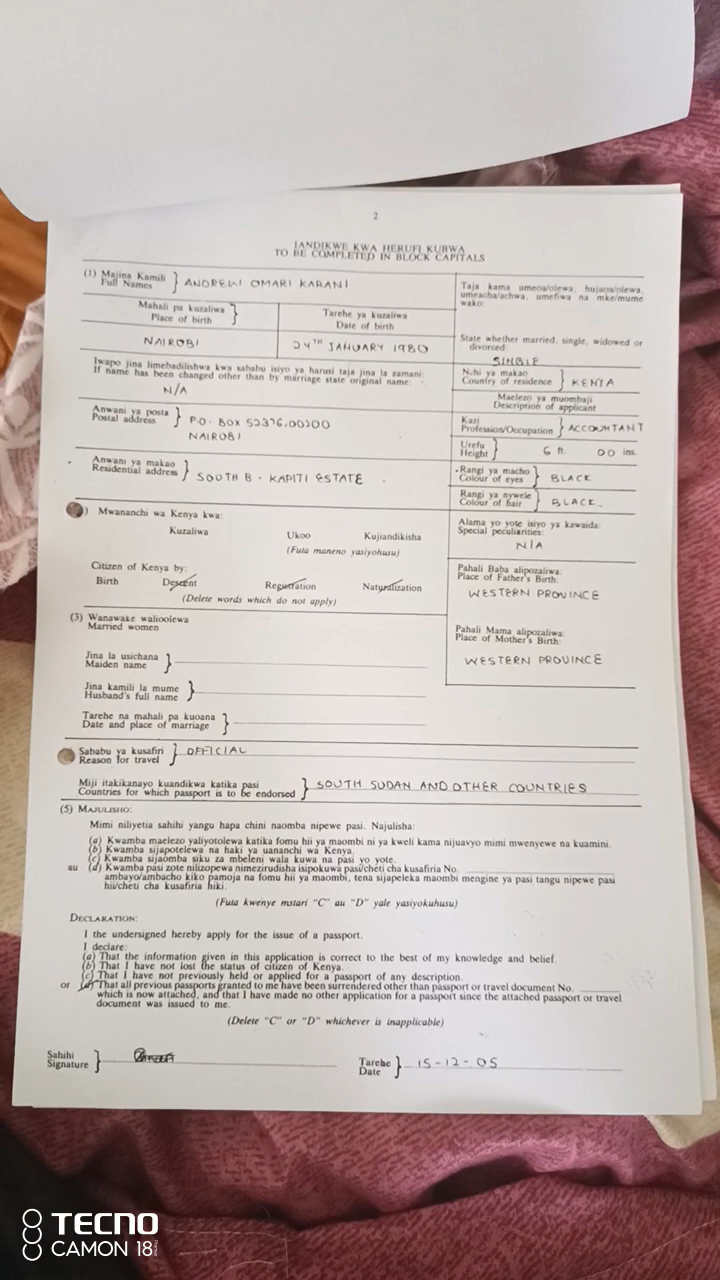 2
IANDIKWE KWA HERUFI KUBWA
TO BE COMPLETED IN BLOCK CAPITALS
(1) Majina Kamili
Full Names } ANDREW OMARI KARANI
Taja kama umeoa/olewa, hujaoa/olewa, umeacha/achwa, umefiwa na mke/mume wako:
Mahali pa kuzaliwa
Place of birth }
Tarehe ya kuzaliwa
Date of birth
NAIROBI
24TH JANUARY 1980
State whether married, single, widowed or divorced:
SINGLE
Iwapo jina limebadilishwa kwa sababu isiyo ya harusi taja jina la zamani:
If name has been changed other than by marriage state original name:
N/A
Nchi ya makao
Country of residence } KENYA
Maelezo ya muombaji
Description of applicant
Anwani ya posta
Postal address } P.O. BOX 52376,00200
NAIROBI
Kazi
Profession/Occupation } ACCOUNTANT
Urefu
Height } 6 ft. 00 ins.
Anwani ya makao
Residential address } SOUTH B - KAPITI ESTATE
Rangi ya macho
Colour of eyes } BLACK
Rangi ya nywele
Colour of hair } BLACK.
) Mwananchi wa Kenya kwa:
Kuzaliwa Ukoo Kujiandikisha
(Futa maneno yasiyohusu)
Alama yo yote isiyo ya kawaida:
Special peculiarities:
N/A
Citizen of Kenya by:
Birth Descent Registration Naturalization
(Delete words which do not apply)
Pahali Baba alipozaliwa:
Place of Father's Birth:
WESTERN PROVINCE
(3) Wanawake walioolewa
Married women
Pahali Mama alipozaliwa:
Place of Mother's Birth:
WESTERN PROVINCE
Jina la usichana
Maiden name }
Jina kamili la mume
Husband's full name }
Tarehe na mahali pa kuoana
Date and place of marriage }
Sababu ya kusafiri
Reason for travel } OFFICIAL
Miji itakikanayo kuandikwa katika pasi
Countries for which passport is to be endorsed } SOUTH SUDAN AND OTHER COUNTRIES
(5) MAJULISHO:
Mimi niliyetia sahihi yangu hapa chini naomba nipewe pasi. Najulisha:
(a) Kwamba maelezo yaliyotolewa katika fomu hii ya maombi ni ya kweli kama nijuavyo mimi mwenyewe na kuamini.
(b) Kwamba sijapotelewa na haki ya uananchi wa Kenya.
(c) Kwamba sijaomba siku za mbeleni wala kuwa na pasi yo yote.
au (d) Kwamba pasi zote nilizopewa nimezirudisha isipokuwa pasi/cheti cha kusafiria No.
ambayo/ambacho kiko pamoja na fomu hii ya maombi, tena sijapeleka maombi mengine ya pasi tangu nipewe pasi
hii/cheti cha kusafiria hiki.
(Futa kwenye mstari "C" au "D" yale yasiyokuhusu)
DECLARATION:
I the undersigned hereby apply for the issue of a passport.
I declare:
(a) That the information given in this application is correct to the best of my knowledge and belief.
(b) That I have not lost the status of citizen of Kenya.
(c) That I have not previously held or applied for a passport of any description.
or (d) That all previous passports granted to me have been surrendered other than passport or travel document No.
which is now attached, and that I have made no other application for a passport since the attached passport or travel
document was issued to me.
(Delete "C" or "D" whichever is inapplicable)
Sahihi
Signature }
Tarehe
Date } 15-12-05
TECNO
CAMON 18